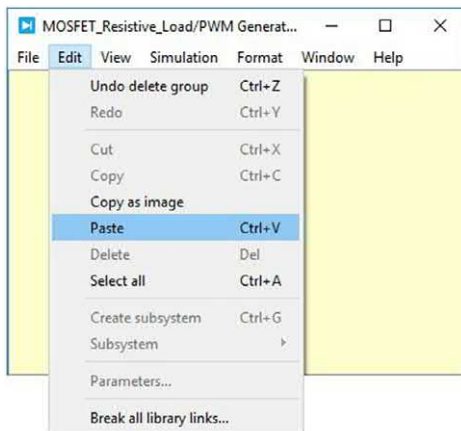 MOSFET_Resistive_Load/PWM Generat...
File Edit View Simulation Format Window Help
Undo delete group Ctrl+Z
Redo Ctrl+Y
Cut Ctrl+X
Copy Ctrl+C
Copy as image
Paste Ctrl+V
Delete Del
Select all Ctrl+A
Create subsystem Ctrl+G
Subsystem
Parameters...
Break all library links...